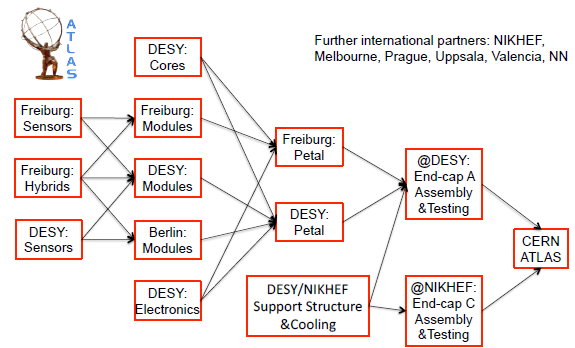 ATLAS
Further international partners: NIKHEF,
Melbourne, Prague, Uppsala, Valencia, NN
DESY:
Cores
Freiburg:
Sensors
Freiburg:
Modules
Freiburg:
Petal
Freiburg:
Hybrids
DESY:
Modules
@DESY:
End-cap A
Assembly
&Testing
DESY:
Sensors
Berlin:
Modules
DESY:
Petal
CERN
ATLAS
DESY:
Electronics
DESY/NIKHEF
Support Structure
&Cooling
@NIKHEF:
End-cap C
Assembly
&Testing